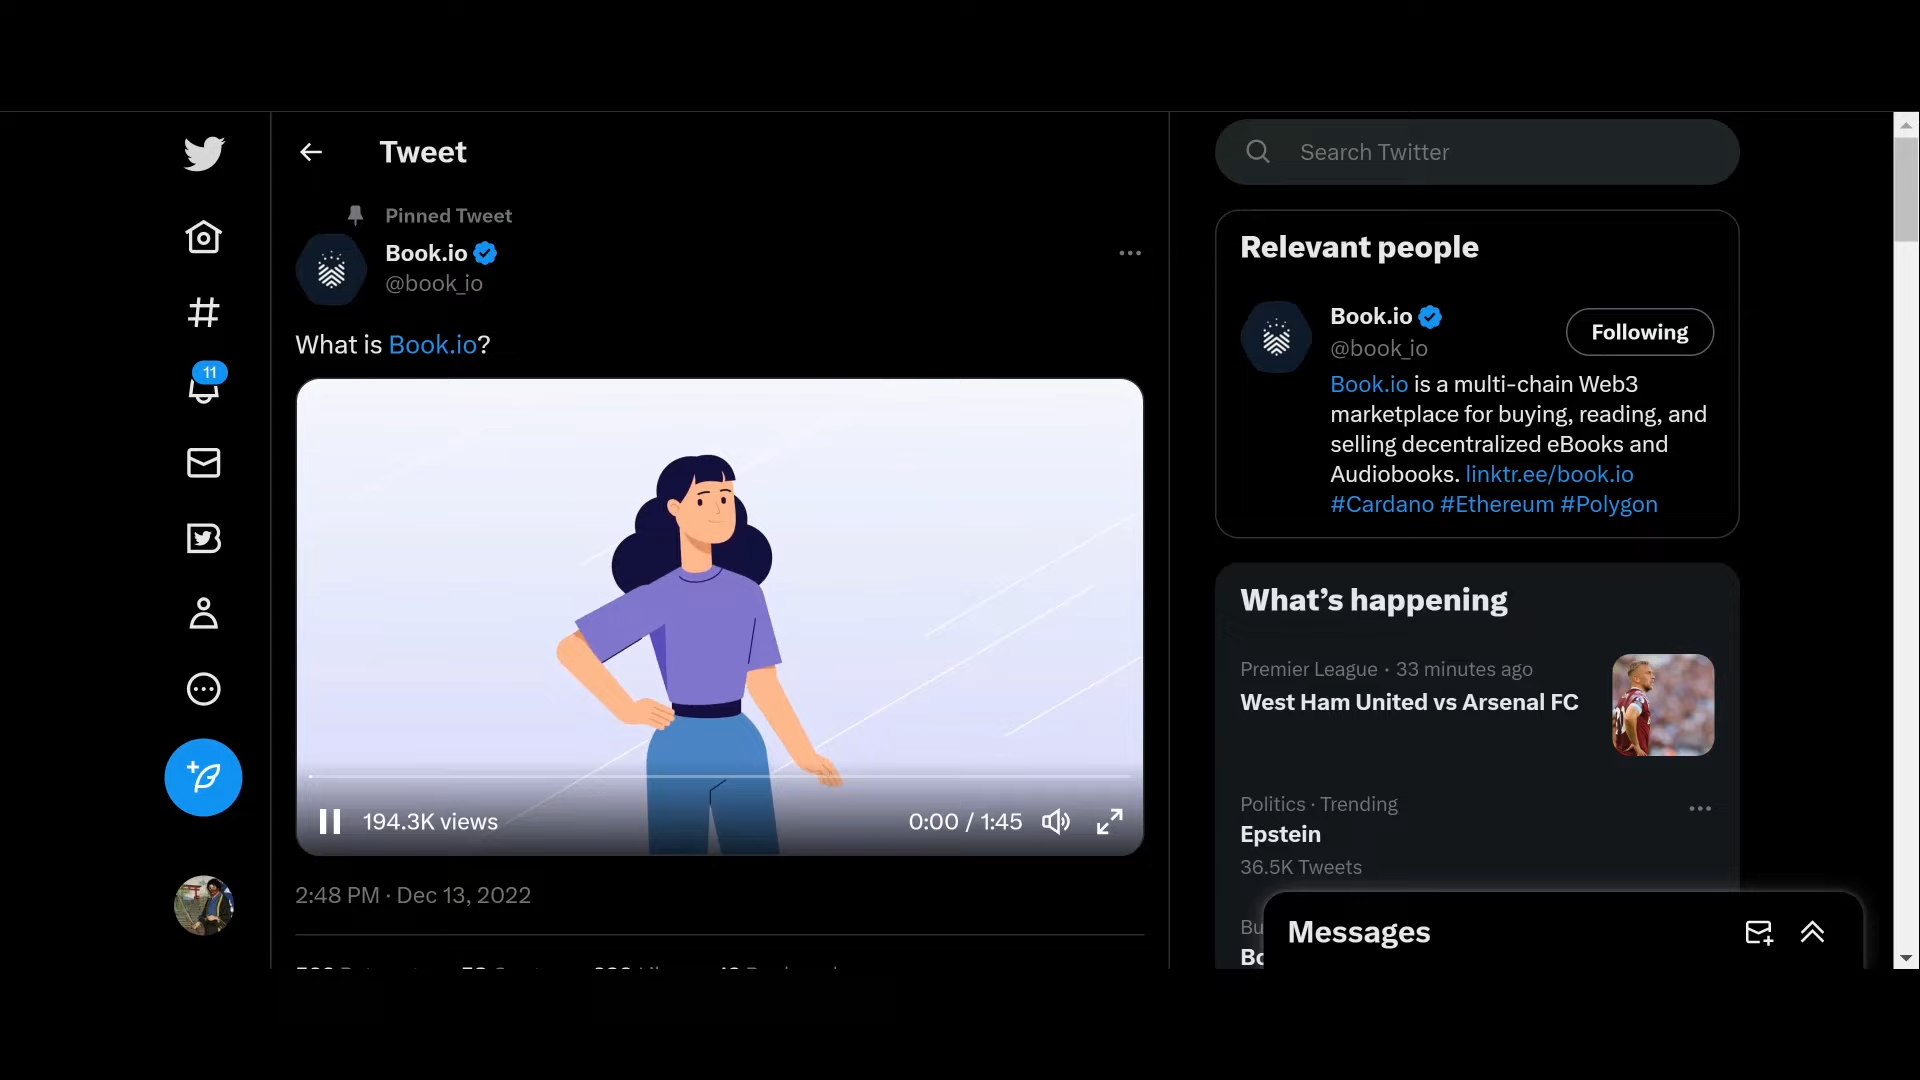 Tweet
Pinned Tweet
Book.io
@book_io
What is Book.io?
194.3K views
0:00 / 1:45
2:48 PM · Dec 13, 2022
11
Search Twitter
Relevant people
Book.io
@book_io
Following
Book.io is a multi-chain Web3
marketplace for buying, reading, and
selling decentralized eBooks and
Audiobooks. linktr.ee/book.io
#Cardano #Ethereum #Polygon
What’s happening
Premier League · 33 minutes ago
West Ham United vs Arsenal FC
Politics · Trending
Epstein
36.5K Tweets
Messages